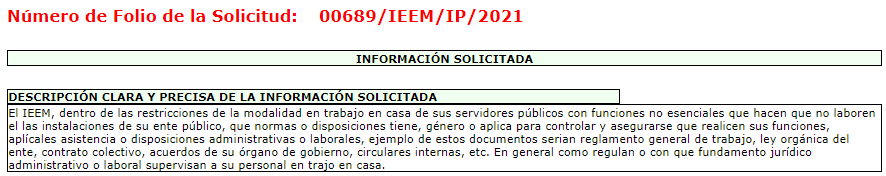 Número de Folio de la Solicitud: 00689/IEEM/IP/2021
INFORMACIÓN SOLICITADA
DESCRIPCIÓN CLARA Y PRECISA DE LA INFORMACIÓN SOLICITADA
El IEEM, dentro de las restricciones de la modalidad en trabajo en casa de sus servidores públicos con funciones no esenciales que hacen que no laboren
el las instalaciones de su ente público, que normas o disposiciones tiene, género o aplica para controlar y asegurarse que realicen sus funciones,
aplícales asistencia o disposiciones administrativas o laborales, ejemplo de estos documentos serian reglamento general de trabajo, ley orgánica del
ente, contrato colectivo, acuerdos de su órgano de gobierno, circulares internas, etc. En general como regulan o con que fundamento jurídico
administrativo o laboral supervisan a su personal en trajo en casa.